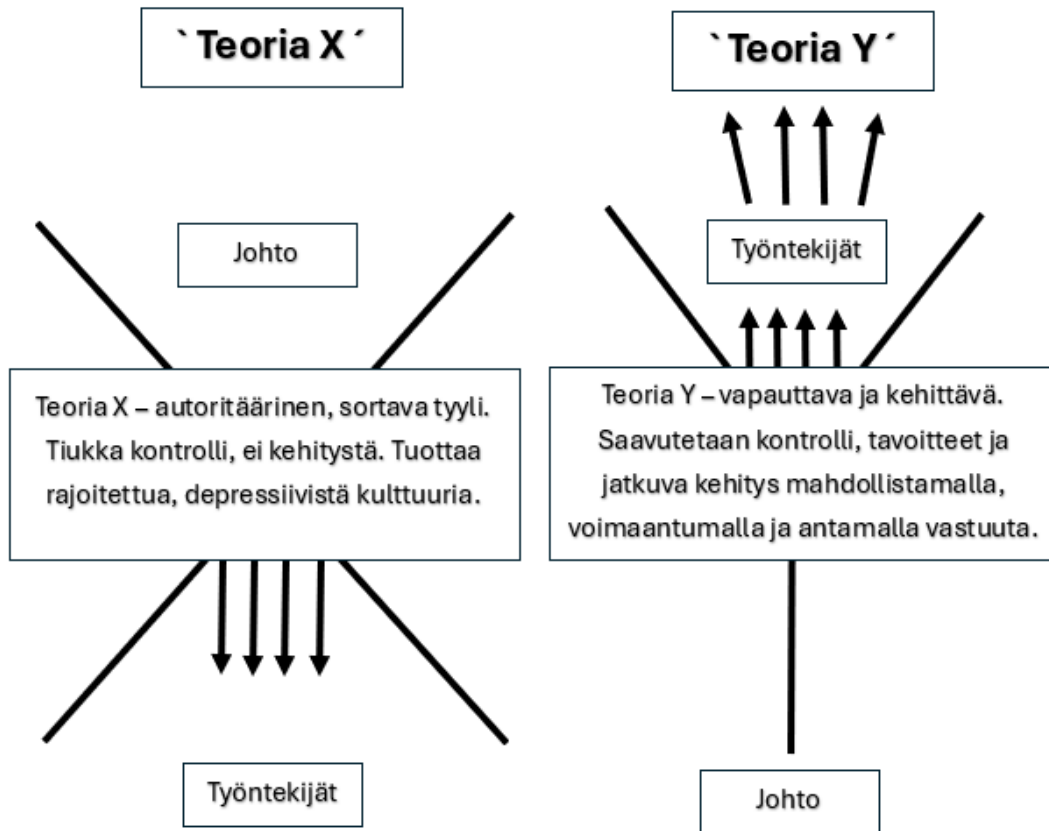 `Teoria X´
Johto
Teoria X – autoritäärinen, sortava tyyli.
Tiukka kontrolli, ei kehitystä. Tuottaa
rajoitettua, depressiivistä kulttuuria.
Työntekijät
`Teoria Y´
Työntekijät
Teoria Y – vapauttava ja kehittävä.
Saavutetaan kontrolli, tavoitteet ja
jatkuva kehitys mahdollistamalla,
voimaantumalla ja antamalla vastuuta.
Johto